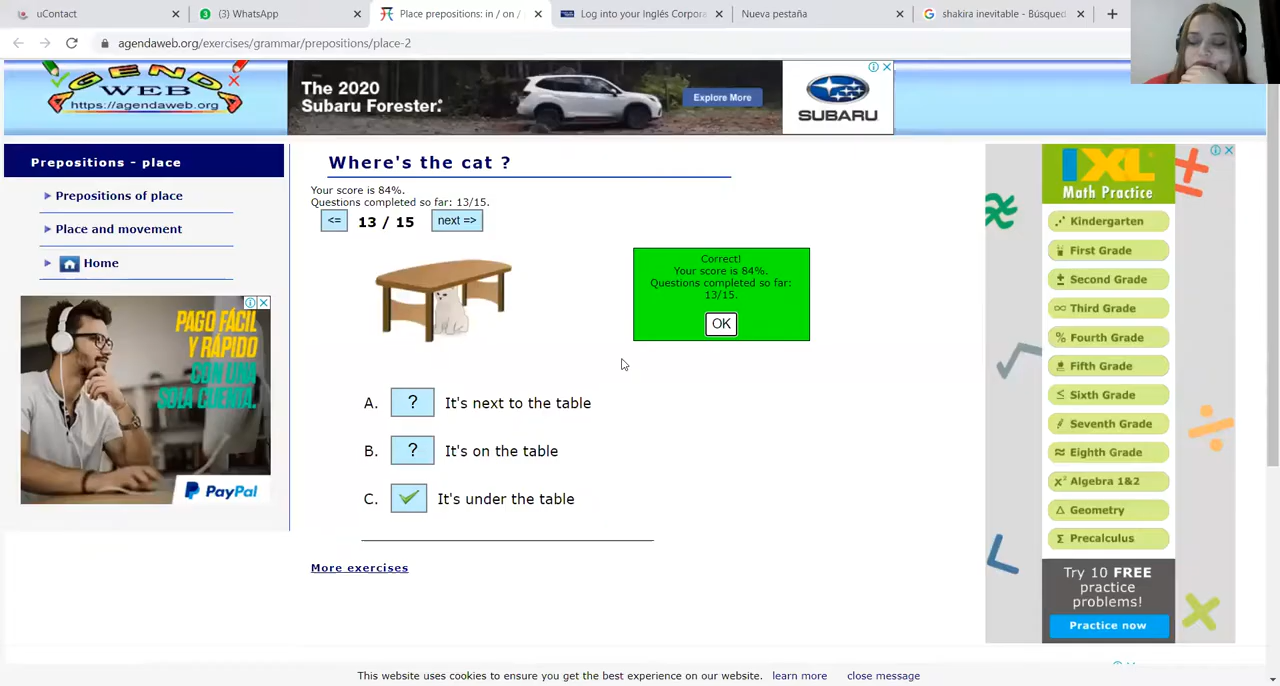 uContact
(3) WhatsApp
Place prepositions: in / on /
Log into your Inglés Corpora
Nueva pestaña
shakira inevitable - Búsqued
agendaweb.org/exercises/grammar/prepositions/place-2
AGENDA
WEB
https://agendaweb.org
The 2020
Subaru Forester.
Explore More
SUBARU
Prepositions - place
Prepositions of place
Place and movement
Home
PAGO FÁCIL
Y RÁPIDO
CON UNA
SOLA CUENTA.
PayPal
Where's the cat ?
Your score is 84%.
Questions completed so far: 13/15.
<= 13 / 15 next =>
Correct!
Your score is 84%.
Questions completed so far:
13/15.
OK
A. ? It's next to the table
B. ? It's on the table
C. It's under the table
More exercises
IXL
Math Practice
Kindergarten
First Grade
Second Grade
Third Grade
Fourth Grade
Fifth Grade
Sixth Grade
Seventh Grade
Eighth Grade
Algebra 1&2
Geometry
Precalculus
Try 10 FREE
practice
problems!
Practice now
This website uses cookies to ensure you get the best experience on our website. learn more close message